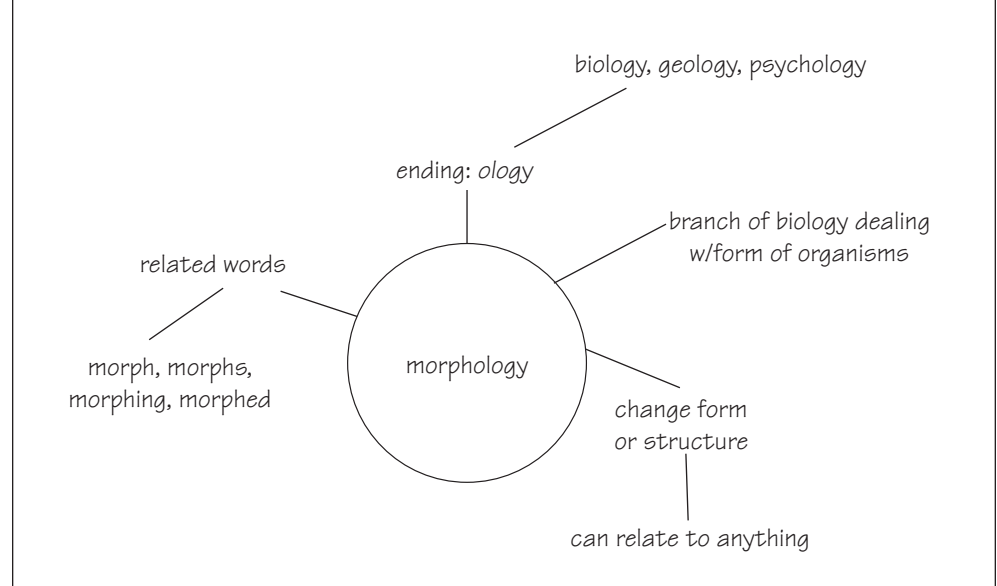 biology, geology, psychology
ending: ology
branch of biology dealing
w/form of organisms
related words
morph, morphs,
morphing, morphed
morphology
change form
or structure
can relate to anything